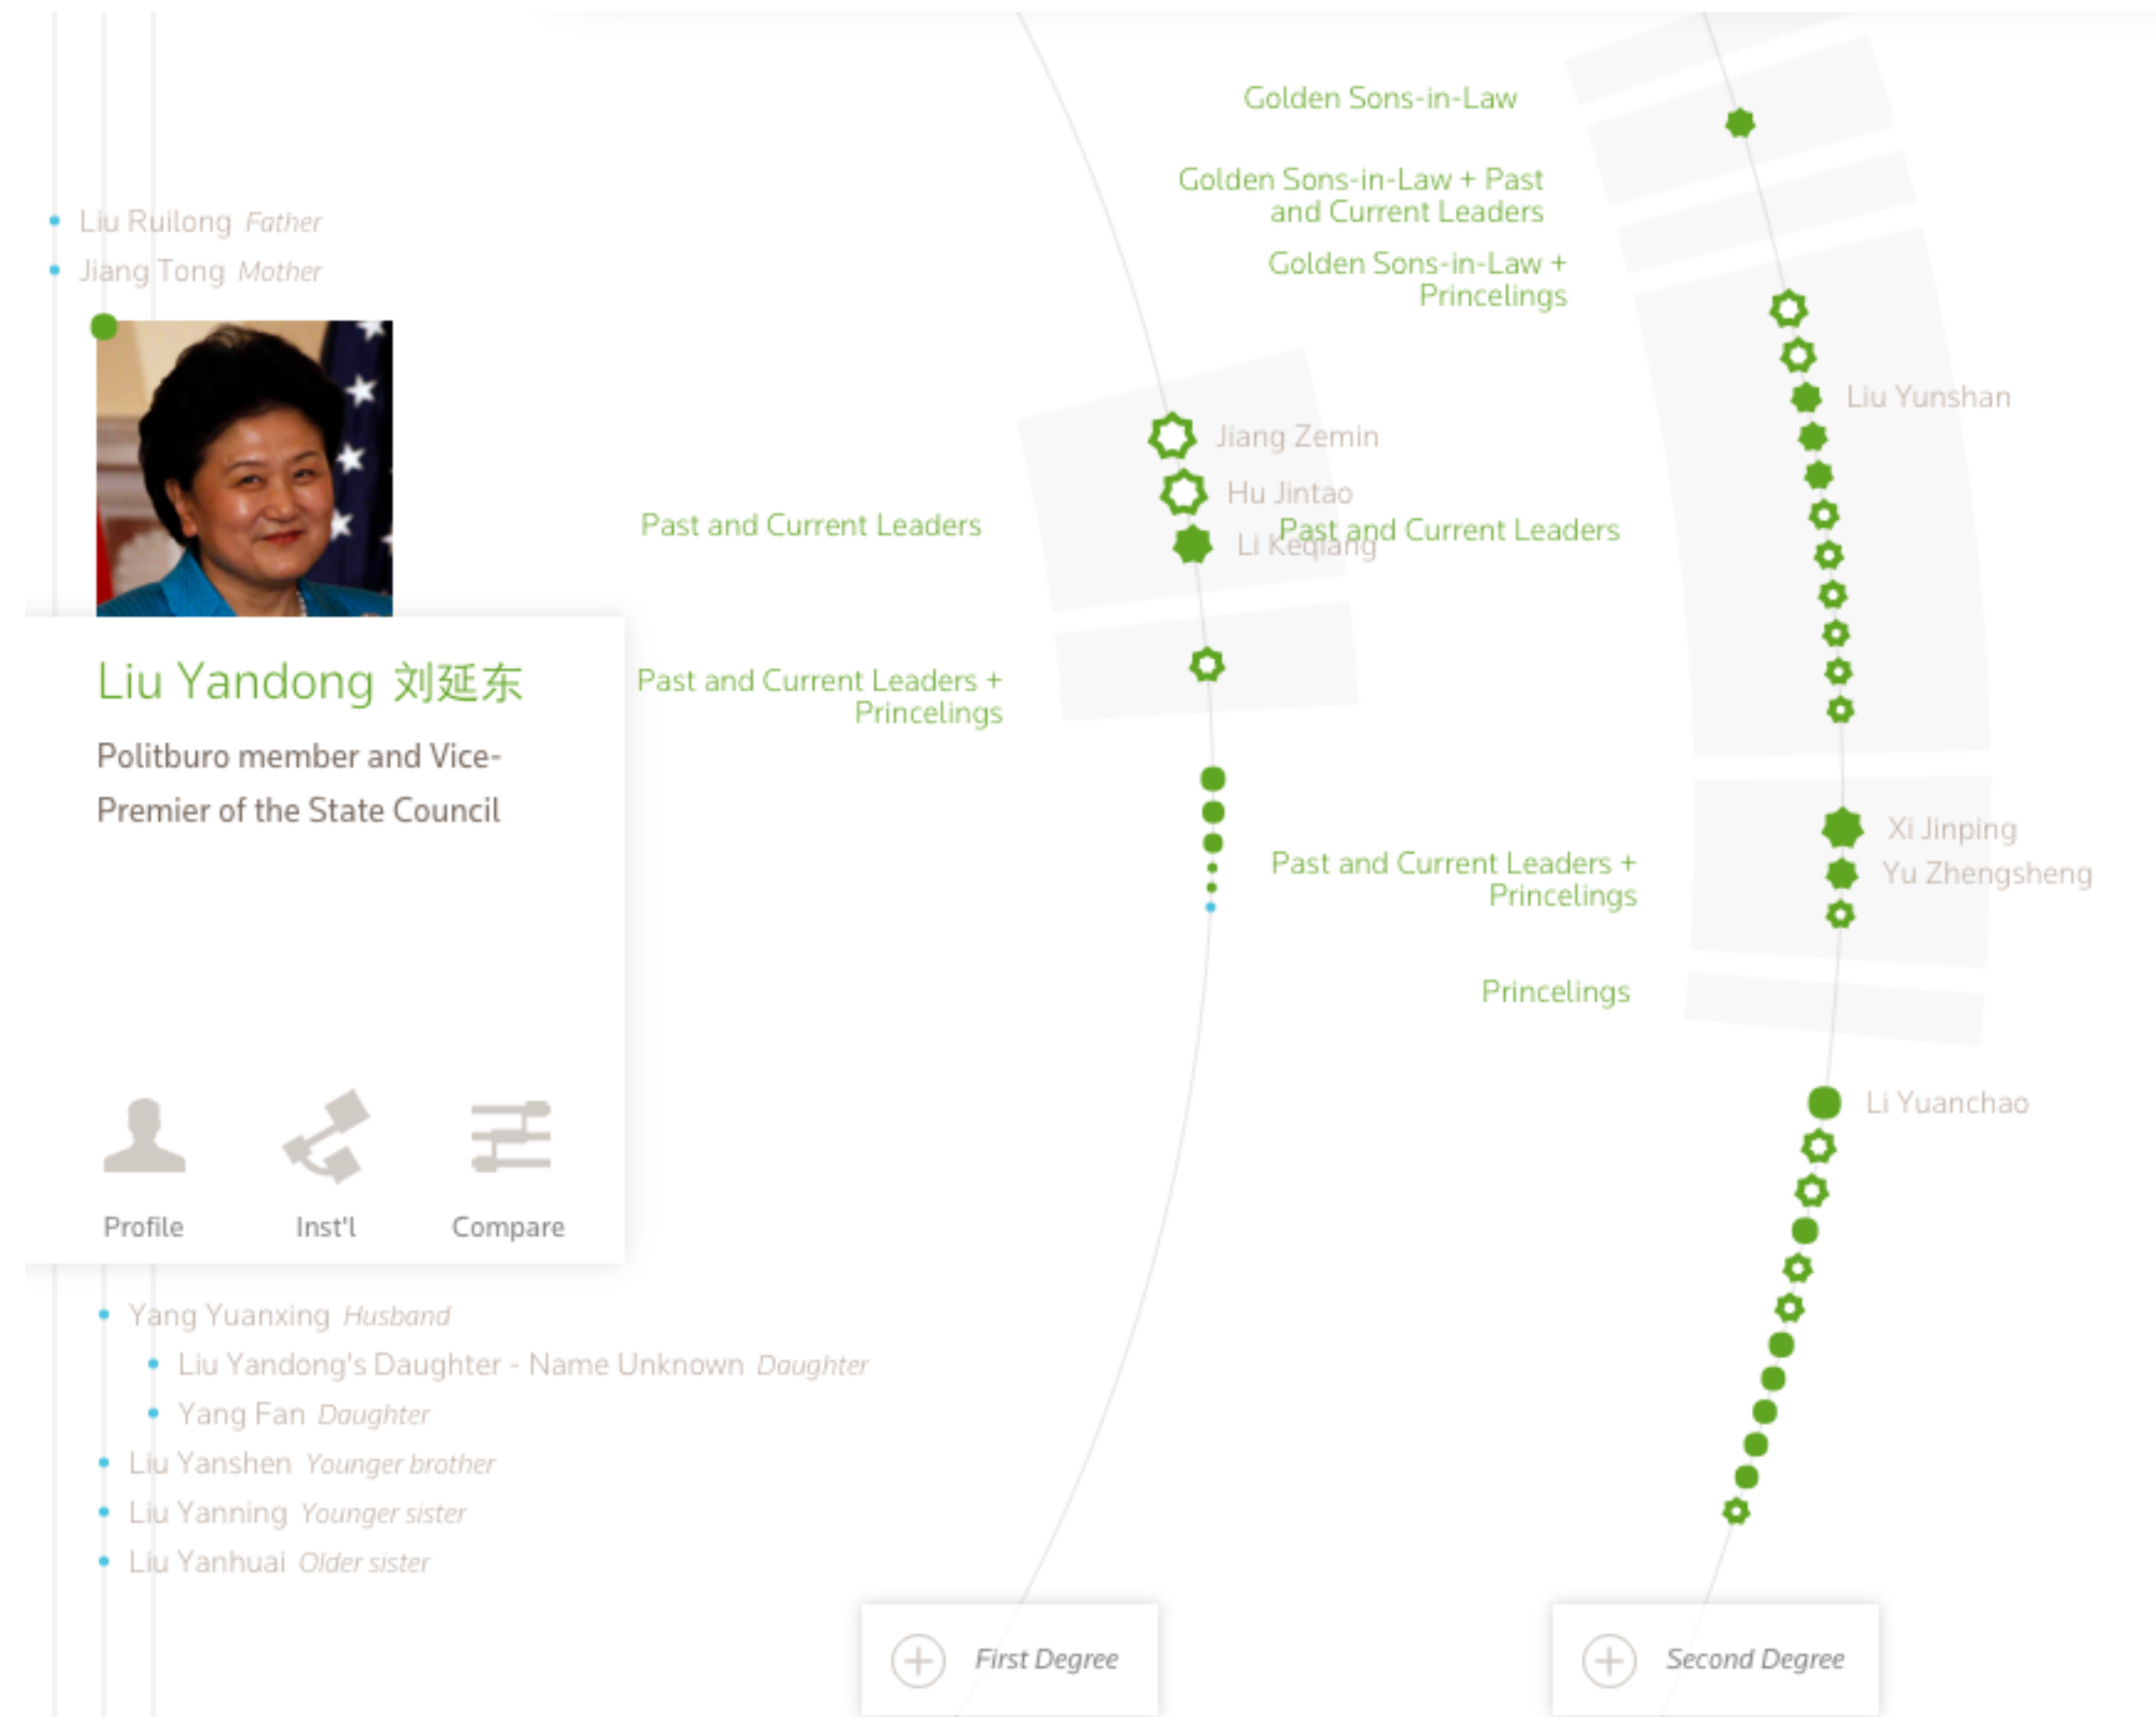 Liu Ruilong Father
Jiang Tong Mother
Liu Yandong 刘延东
Politburo member and Vice-
Premier of the State Council
Profile
Inst'l
Compare
Yang Yuanxing Husband
Liu Yandong's Daughter - Name Unknown Daughter
Yang Fan Daughter
Liu Yanshen Younger brother
Liu Yanning Younger sister
Liu Yanhuai Older sister
Past and Current Leaders
Jiang Zemin
Hu Jintao
Li Keqiang
Past and Current Leaders +
Princelings
First Degree
Golden Sons-in-Law
Golden Sons-in-Law + Past
and Current Leaders
Golden Sons-in-Law +
Princelings
Past and Current Leaders
Liu Yunshan
Past and Current Leaders +
Princelings
Xi Jinping
Yu Zhengsheng
Princelings
Li Yuanchao
Second Degree